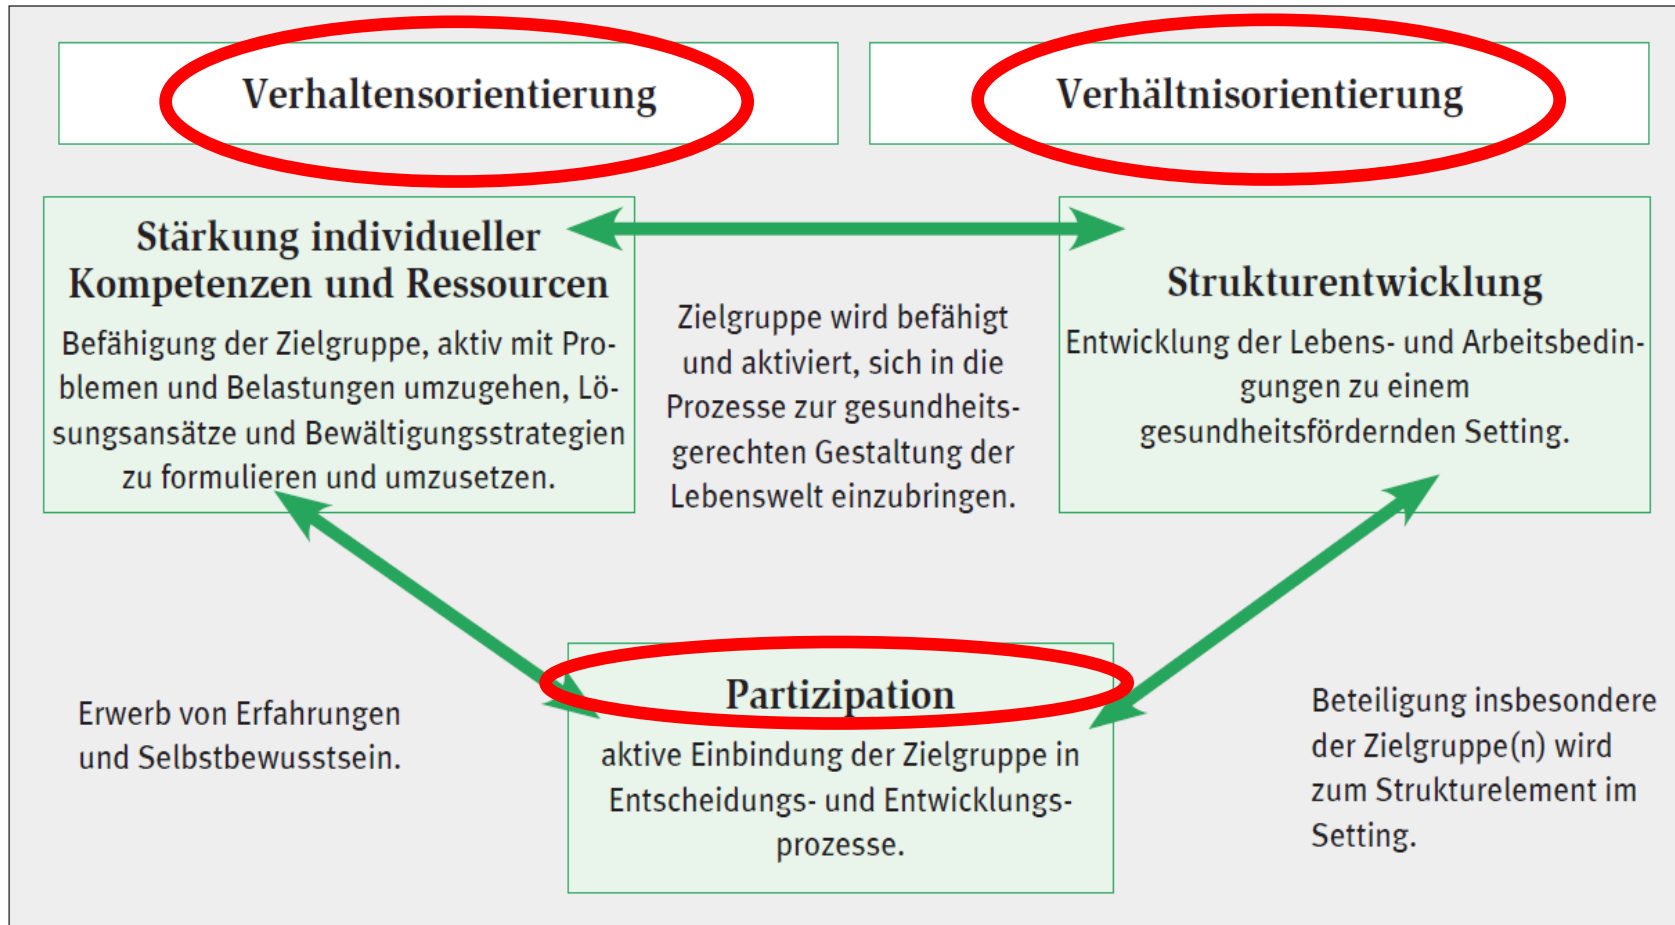 Verhaltensorientierung
Verhältnisorientierung
Stärkung individueller
Kompetenzen und Ressourcen
Befähigung der Zielgruppe, aktiv mit Pro-
blemen und Belastungen umzugehen, Lö-
sungsansätze und Bewältigungsstrategien
zu formulieren und umzusetzen.
Zielgruppe wird befähigt
und aktiviert, sich in die
Prozesse zur gesundheits-
gerechten Gestaltung der
Lebenswelt einzubringen.
Strukturentwicklung
Entwicklung der Lebens- und Arbeitsbedin-
gungen zu einem
gesundheitsfördernden Setting.
Erwerb von Erfahrungen
und Selbstbewusstsein.
Partizipation
aktive Einbindung der Zielgruppe in
Entscheidungs- und Entwicklungs-
prozesse.
Beteiligung insbesondere
der Zielgruppe(n) wird
zum Strukturelement im
Setting.